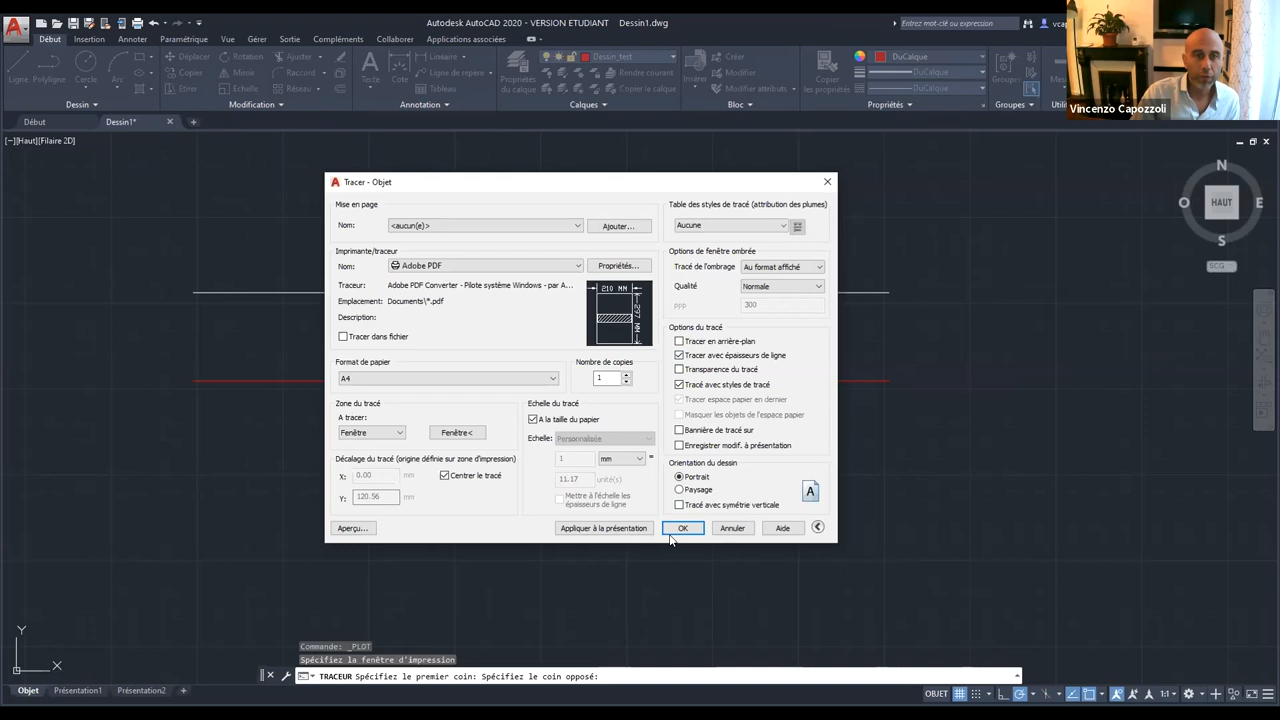 Autodesk AutoCAD 2020 - VERSION ETUDIANT Dessin1.dwg
Entrez mot-clé ou expression
Début Insertion Annoter Paramétrique Vue Gérer Sortie Compléments Collaborer Applications associées
Ligne Polyligne Cercle Arc
Déplacer Rotation Ajuster
Copier Miroir Raccord
Etirer Echelle Réseau
Texte Cote
Linéaire
Ligne de repère
Tableau
Propriétés du calque
Dessin_test
Rendre courant
Copier le calque
Insérer
Créer
Modifier
Modifier attributs
Copier les propriétés
DuCalque
DuCalque
DuCalque
Groupes
Dessin Modification Annotation Calques Bloc Propriétés Groupes
Vincenzo Capozzoli
Début Dessin1*
[−][Haut][Filaire 2D]
N
O HAUT E
S
SCG
Tracer - Objet
Mise en page
Nom: <aucun(e)> Ajouter...
Imprimante/traceur
Nom: Adobe PDF Propriétés...
Traceur: Adobe PDF Converter - Pilote système Windows - par A...
Emplacement: Documents\*.pdf
Description:
Tracer dans fichier
210 MM
297 MM
Format de papier
A4
Nombre de copies
1
Zone du tracé
A tracer:
Fenêtre Fenêtre<
Décalage du tracé (origine définie sur zone d'impression)
X: 0.00 mm
Centrer le tracé
Y: 120.56 mm
Echelle du tracé
A la taille du papier
Echelle: Personnalisée
1 mm =
11.17 unité(s)
Mettre à l'échelle les
épaisseurs de ligne
Table des styles de tracé (attribution des plumes)
Aucune
Options de fenêtre ombrée
Tracé de l'ombrage Au format affiché
Qualité Normale
PPP 300
Options du tracé
Tracer en arrière-plan
Tracer avec épaisseurs de ligne
Transparence du tracé
Tracé avec styles de tracé
Tracer espace papier en dernier
Masquer les objets de l'espace papier
Bannière de tracé sur
Enregistrer modif. à présentation
Orientation du dessin
Portrait
Paysage
Tracé avec symétrie verticale
A
Aperçu... Appliquer à la présentation OK Annuler Aide
Y
X
Commande: _PLOT
Spécifiez la fenêtre d'impression
TRACEUR Spécifiez le premier coin: Spécifiez le coin opposé:
Objet Présentation1 Présentation2
OBJET 1:1